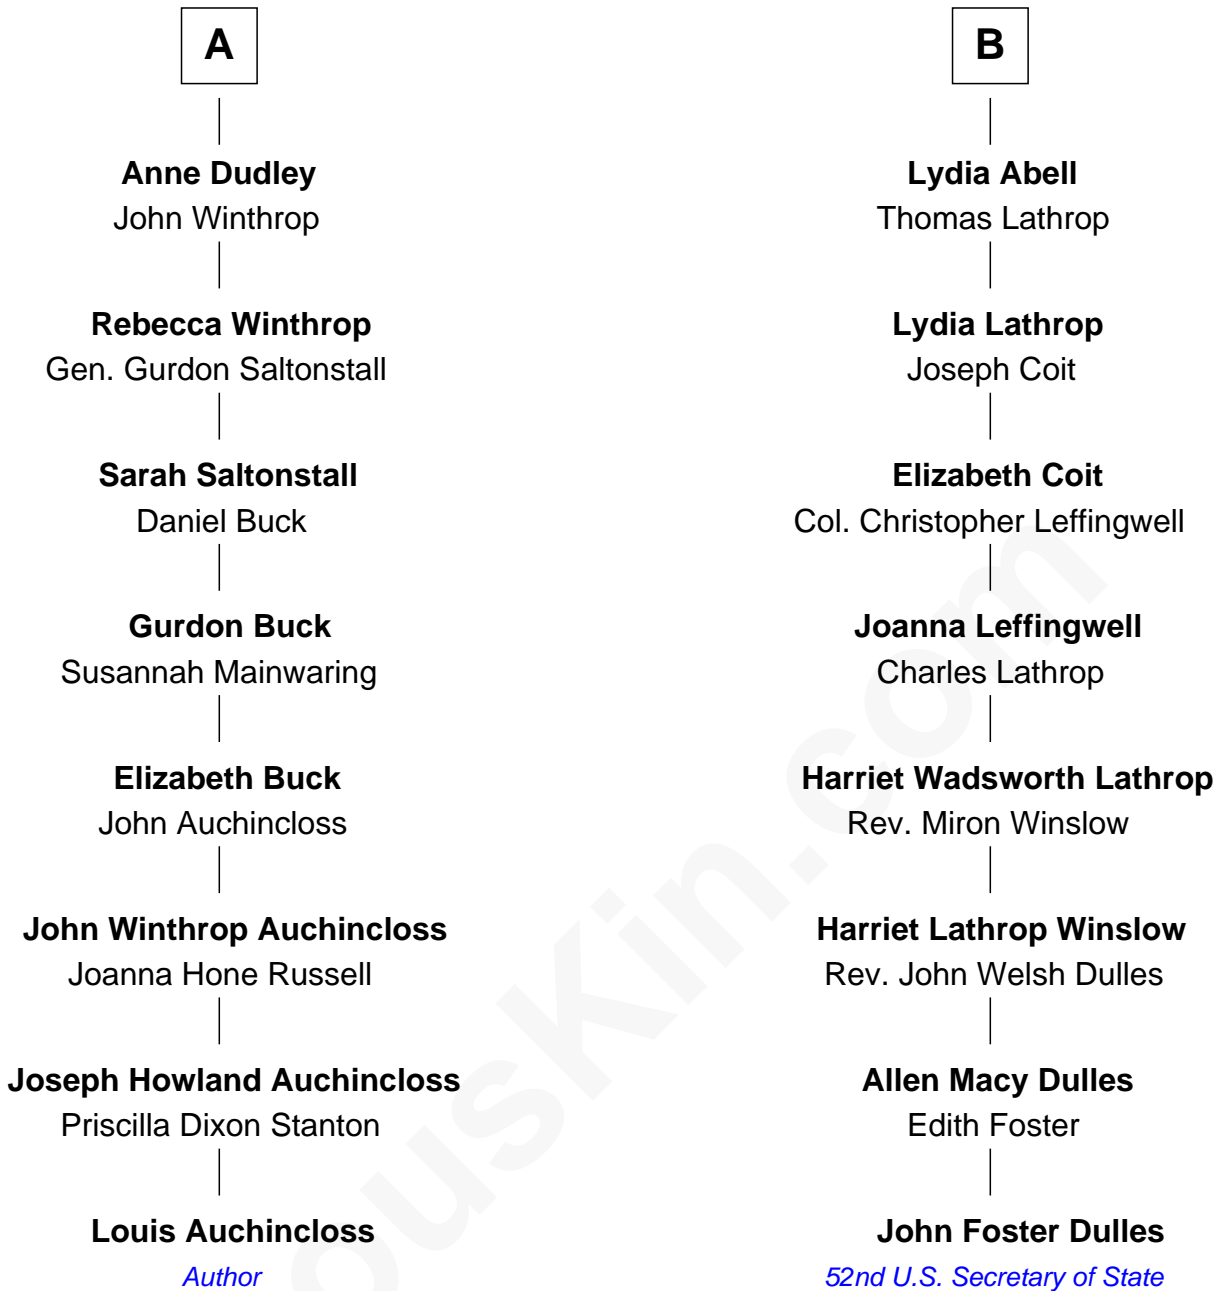 A
Anne Dudley
John Winthrop
Rebecca Winthrop
Gen. Gurdon Saltonstall
Sarah Saltonstall
Daniel Buck
Gurdon Buck
Susannah Mainwaring
Elizabeth Buck
John Auchincloss
John Winthrop Auchincloss
Joanna Hone Russell
Joseph Howland Auchincloss
Priscilla Dixon Stanton
Louis Auchincloss
Author
B
Lydia Abell
Thomas Lathrop
Lydia Lathrop
Joseph Coit
Elizabeth Coit
Col. Christopher Leffingwell
Joanna Leffingwell
Charles Lathrop
Harriet Wadsworth Lathrop
Rev. Miron Winslow
Harriet Lathrop Winslow
Rev. John Welsh Dulles
Allen Macy Dulles
Edith Foster
John Foster Dulles
52nd U.S. Secretary of State
ousKin.com